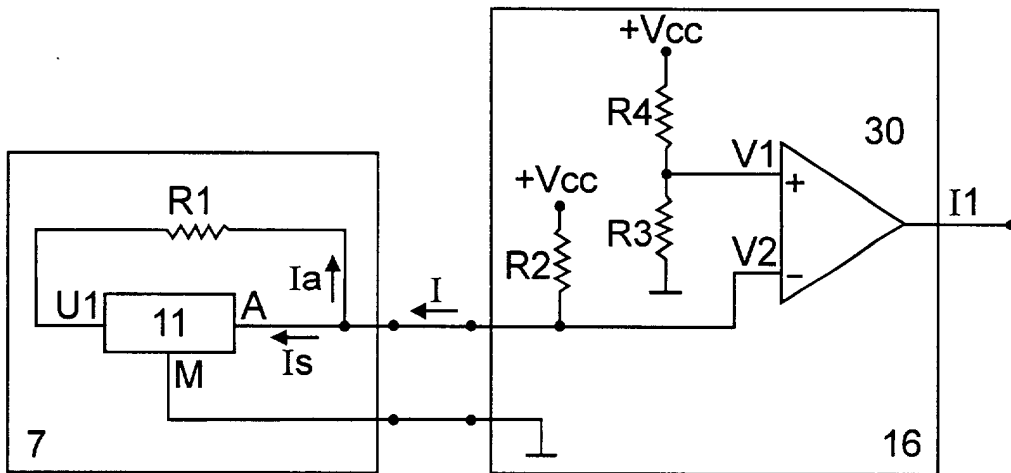 +Vcc
R4
30
V1
+
I1
+Vcc
R1
R3
R2
V2
−
Ia
I
U1
11
A
Is
M
7
16